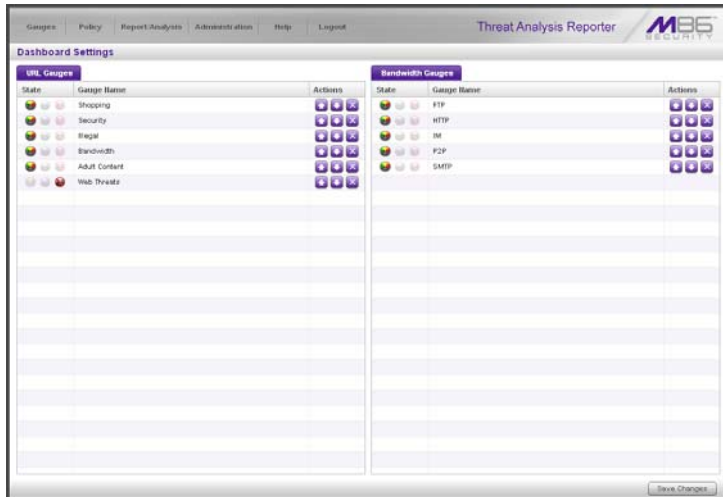 Gauges Policy Report/Analysis Administration Help Logout
Threat Analysis Reporter
M86
SECURITY
Dashboard Settings
URL Gauges
State Gauge Name Actions
Shopping
Security
Illegal
Bandwidth
Adult Content
Web Threats
Bandwidth Gauges
State Gauge Name Actions
FTP
HTTP
IM
P2P
SMTP
Save Changes